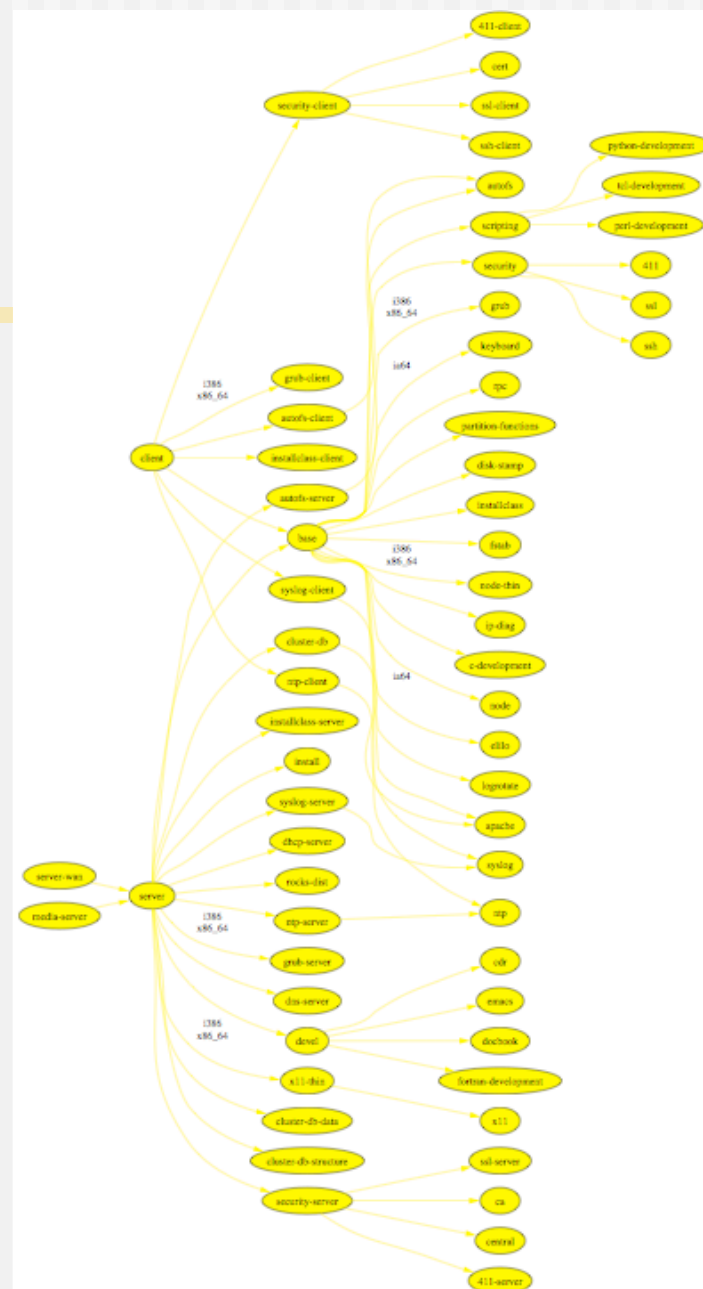 411-client
cert
security-client
ssl-client
ssh-client
python-development
autofs
tcl-development
scripting
perl-development
security
411
i386
x86_64
grub
ssl
keyboard
ssh
ia64
grub-client
i386
x86_64
rpc
autofs-client
partition-functions
client
installclass-client
disk-stamp
autofs-server
installclass
base
fstab
i386
x86_64
syslog-client
node-thin
ip-diag
cluster-db
c-development
ntp-client
ia64
node
installclass-server
elilo
install
logrotate
syslog-server
apache
dhcp-server
syslog
server-wan
rocks-dist
server
media-server
ntp-server
ntp
i386
x86_64
grub-server
cdr
dns-server
emacs
i386
x86_64
devel
docbook
x11-thin
fortran-development
cluster-db-data
x11
cluster-db-structure
ssl-server
security-server
ca
central
411-server